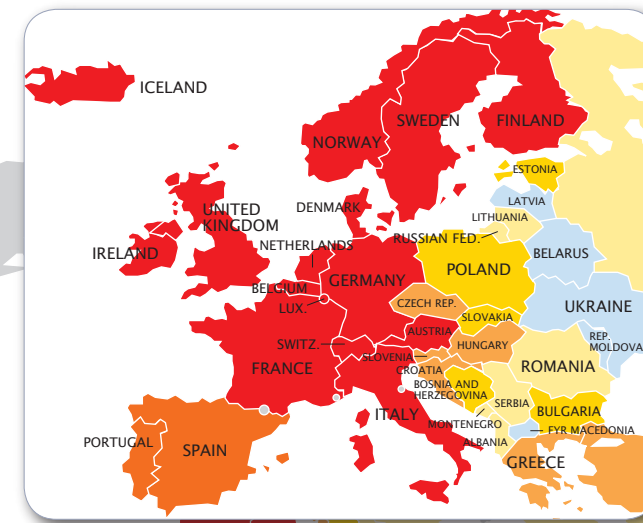 ICELAND
SWEDEN
FINLAND
NORWAY
ESTONIA
LATVIA
UNITED
KINGDOM
DENMARK
LITHUANIA
RUSSIAN FED.
NETHERLANDS
IRELAND
BELARUS
POLAND
GERMANY
BELGIUM
LUX.
CZECH REP.
UKRAINE
SLOVAKIA
AUSTRIA
REP.
MOLDOVA
SWITZ.
HUNGARY
SLOVENIA
FRANCE
CROATIA
ROMANIA
BOSNIA AND
HERZEGOVINA
SERBIA
ITALY
BULGARIA
MONTENEGRO
FYR MACEDONIA
PORTUGAL
SPAIN
ALBANIA
GREECE